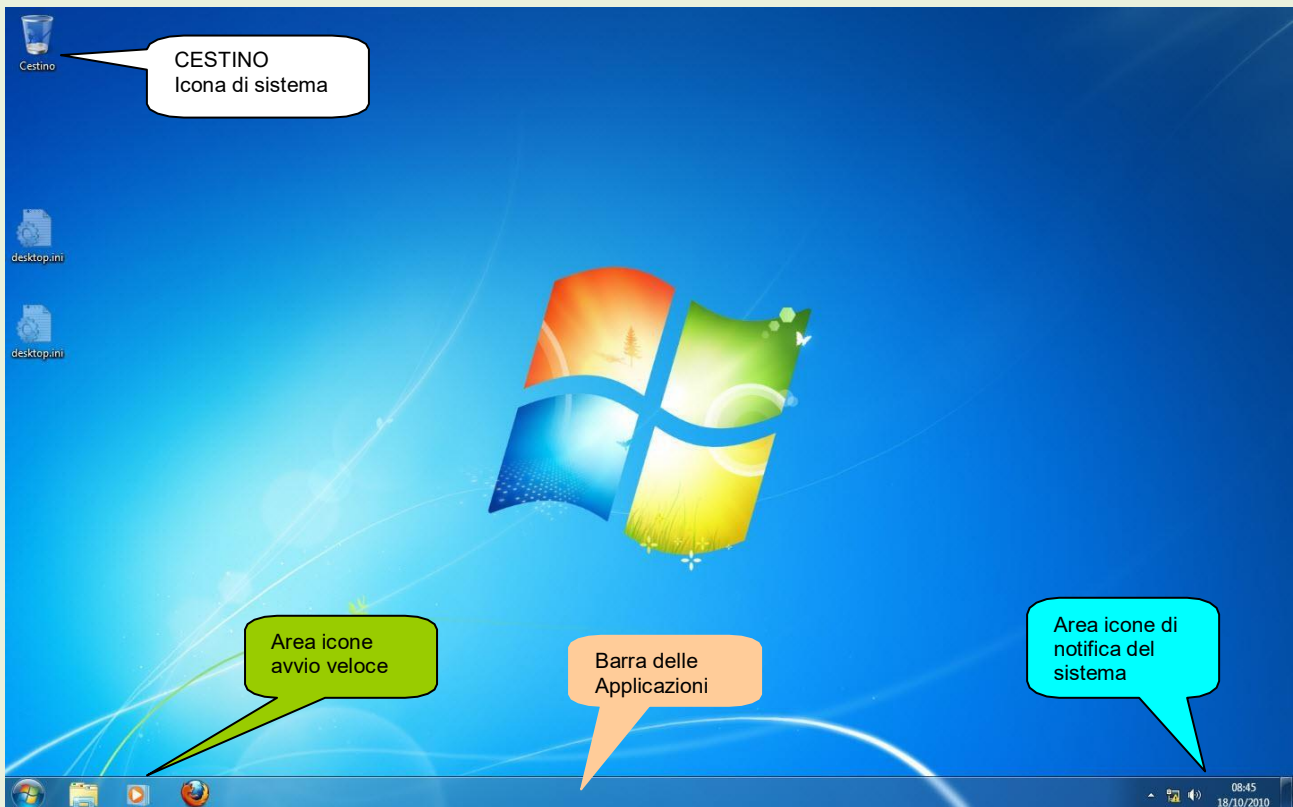 Cestino
CESTINO
Icona di sistema
desktop.ini
desktop.ini
Area icone
avvio veloce
Barra delle
Applicazioni
Area icone di
notifica del
sistema
08:45
18/10/2010